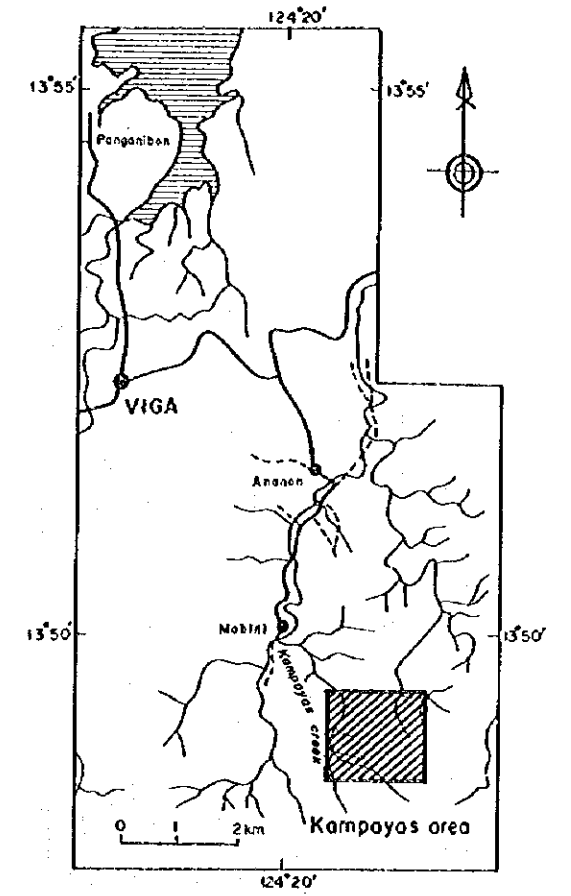 124°20'
13°55'
13°55'
Panganiban
VIGA
Ananon
Mabini
13°50'
13°50'
Kampayas creek
0 2km
Kampayas area
124°20'